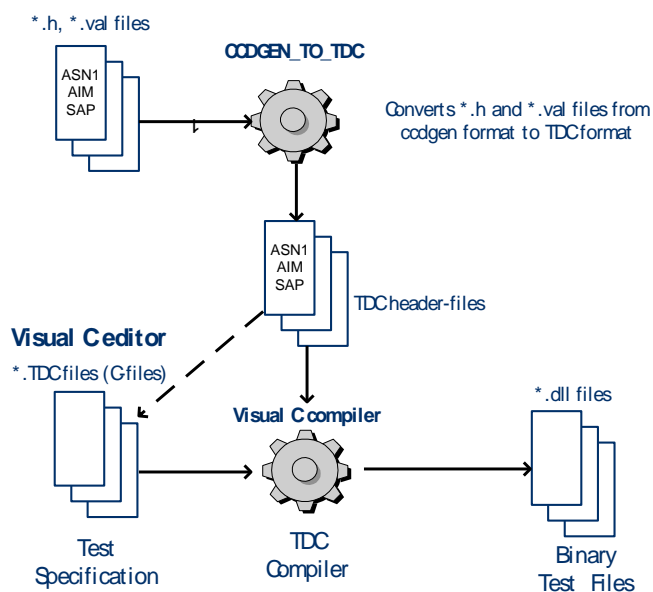 *.h, *.val files
CCDGEN_TO_TDC
ASN1
AIM
SAP
1
Converts *.h and *.val files from
ccdgen format to TDC format
ASN1
AIM
SAP
TDC header-files
Visual C editor
*.TDC files (C-files)
Visual C compiler
*.dll files
Test
Specification
TDC
Compiler
Binary
Test Files